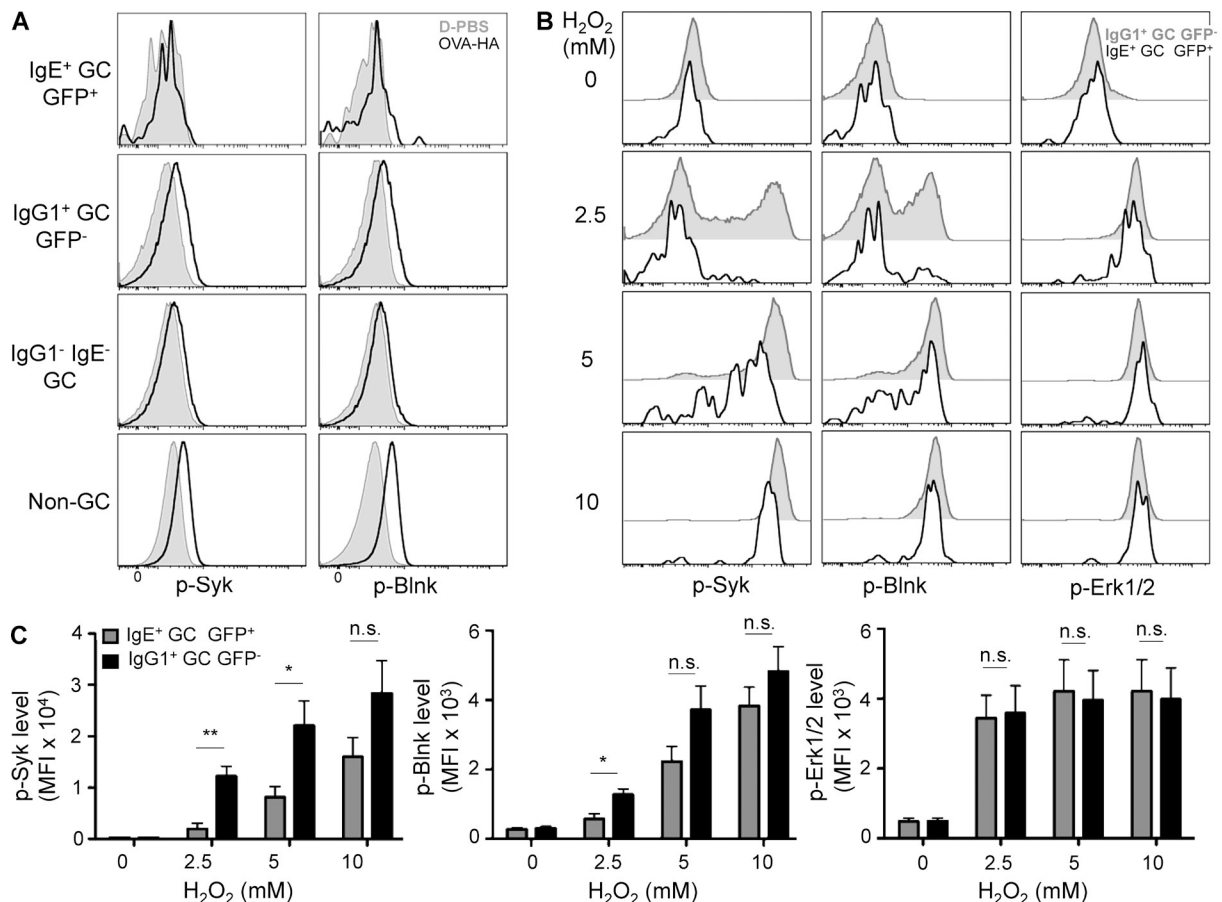 A
D-PBS
OVA-HA
IgE⁺ GC
GFP⁺
IgG1⁺ GC
GFP⁻
IgG1⁻ IgE⁻
GC
Non-GC
0
0
p-Syk
p-Blnk
B
H₂O₂
(mM)
IgG1⁺ GC GFP⁻
IgE⁺ GC GFP⁺
0
2.5
5
10
p-Syk
p-Blnk
p-Erk1/2
C
IgE⁺ GC GFP⁺
IgG1⁺ GC GFP⁻
p-Syk level
(MFI x 10⁴)
4
3
2
1
0
**
*
n.s.
0 2.5 5 10
H₂O₂ (mM)
p-Blnk level
(MFI x 10³)
6
4
2
0
*
n.s.
n.s.
0 2.5 5 10
H₂O₂ (mM)
p-Erk1/2 level
(MFI x 10³)
6
4
2
0
n.s.
n.s.
n.s.
0 2.5 5 10
H₂O₂ (mM)